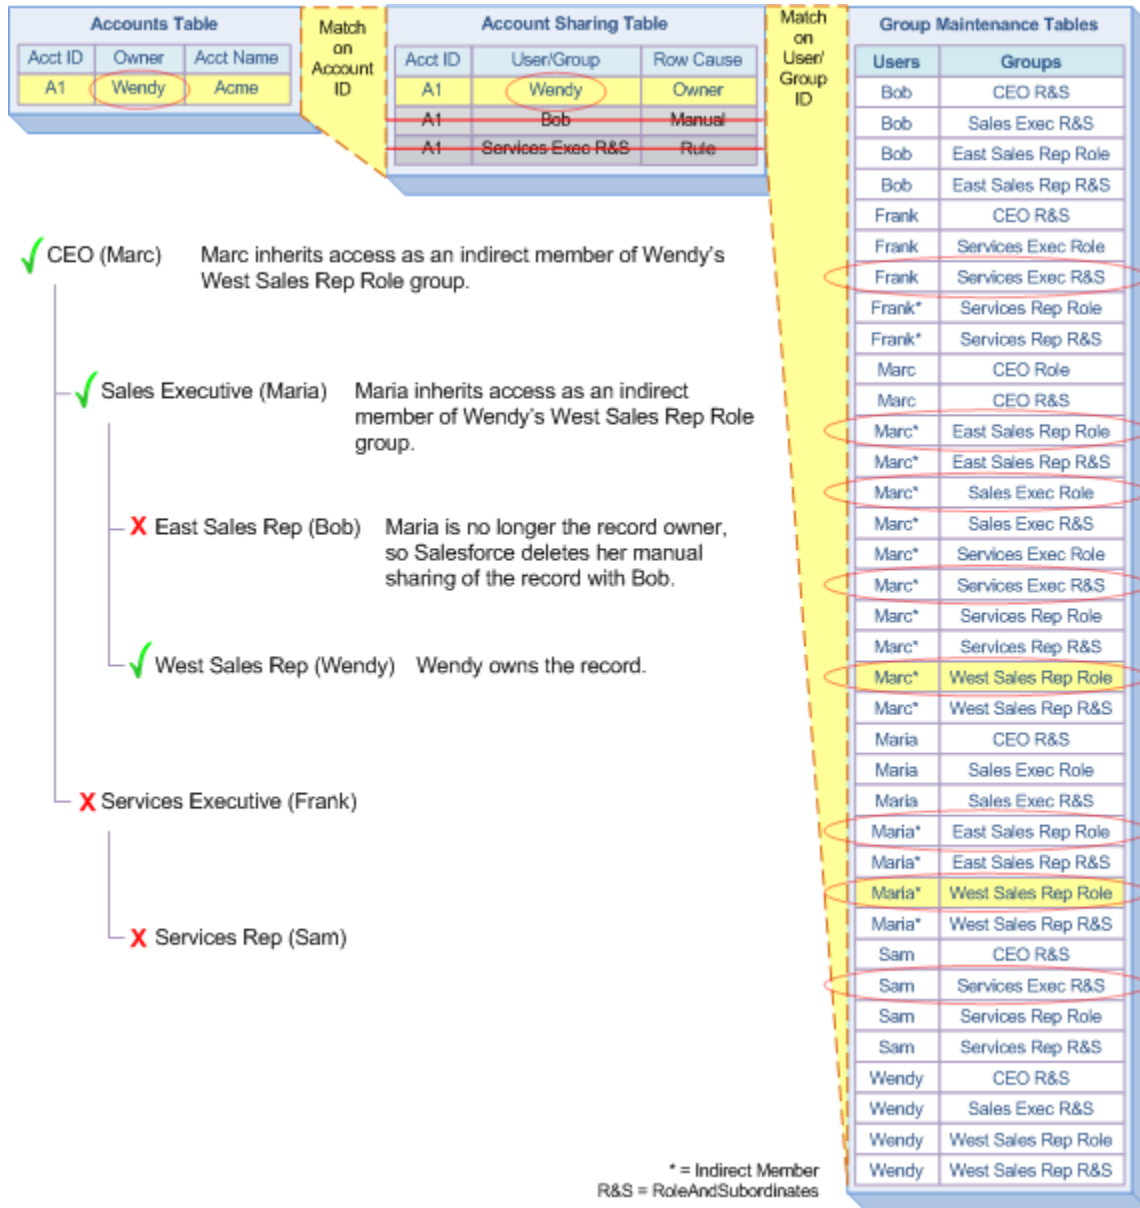 Accounts Table
Acct ID Owner Acct Name
A1 Wendy Acme
Match
on
Account
ID
Account Sharing Table
Acct ID User/Group Row Cause
A1 Wendy Owner
A1 Bob Manual
A1 Services Exec R&S Rule
Match
on
User/
Group
ID
Group Maintenance Tables
Users Groups
Bob CEO R&S
Bob Sales Exec R&S
Bob East Sales Rep Role
Bob East Sales Rep R&S
Frank CEO R&S
Frank Services Exec Role
Frank Services Exec R&S
Frank* Services Rep Role
Frank* Services Rep R&S
Marc CEO Role
Marc CEO R&S
Marc* East Sales Rep Role
Marc* East Sales Rep R&S
Marc* Sales Exec Role
Marc* Sales Exec R&S
Marc* Services Exec Role
Marc* Services Exec R&S
Marc* Services Rep Role
Marc* Services Rep R&S
Marc* West Sales Rep Role
Marc* West Sales Rep R&S
Maria CEO R&S
Maria Sales Exec Role
Maria Sales Exec R&S
Maria* East Sales Rep Role
Maria* East Sales Rep R&S
Maria* West Sales Rep Role
Maria* West Sales Rep R&S
Sam CEO R&S
Sam Services Exec R&S
Sam Services Rep Role
Sam Services Rep R&S
Wendy CEO R&S
Wendy Sales Exec R&S
Wendy West Sales Rep Role
Wendy West Sales Rep R&S
CEO (Marc) Marc inherits access as an indirect member of Wendy's
West Sales Rep Role group.
Sales Executive (Maria) Maria inherits access as an indirect
member of Wendy's West Sales Rep Role
group.
X East Sales Rep (Bob) Maria is no longer the record owner,
so Salesforce deletes her manual
sharing of the record with Bob.
West Sales Rep (Wendy) Wendy owns the record.
X Services Executive (Frank)
X Services Rep (Sam)
* = Indirect Member
R&S = RoleAndSubordinates